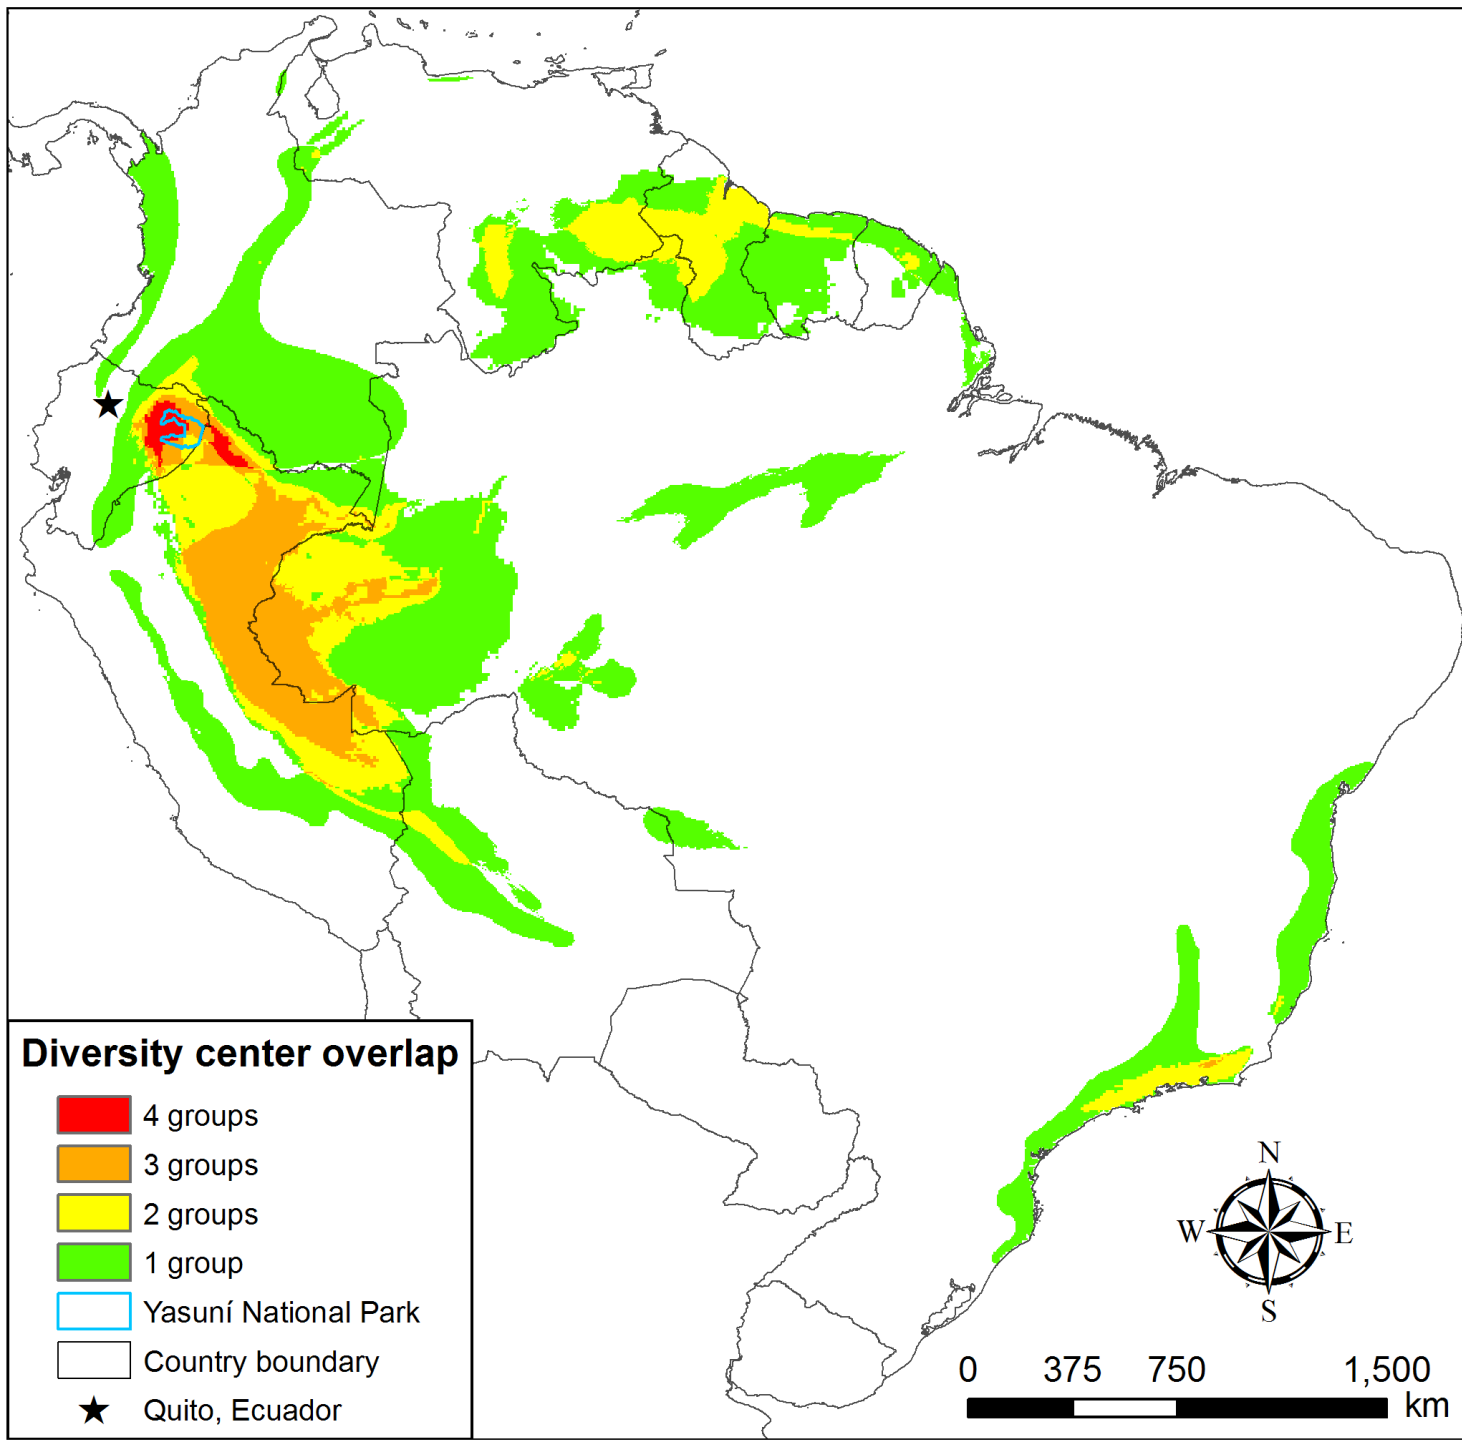 Diversity center overlap
4 groups
3 groups
2 groups
1 group
Yasuní National Park
Country boundary
Quito, Ecuador
N
W E
S
0 375 750 1,500
km